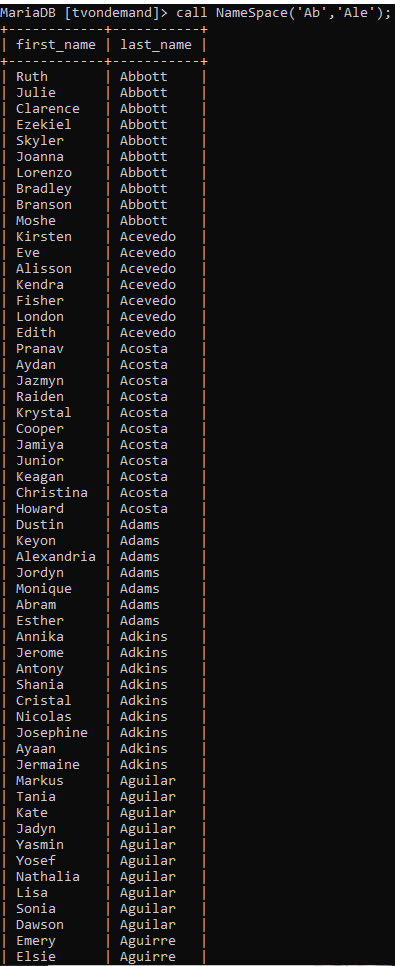 MariaDB [tvondemand]> call NameSpace('Ab','Ale');
+------------+-----------+
| first_name | last_name |
+------------+-----------+
| Ruth       | Abbott    |
| Julie      | Abbott    |
| Clarence   | Abbott    |
| Ezekiel    | Abbott    |
| Skyler     | Abbott    |
| Joanna     | Abbott    |
| Lorenzo    | Abbott    |
| Bradley    | Abbott    |
| Branson    | Abbott    |
| Moshe      | Abbott    |
| Kirsten    | Acevedo   |
| Eve        | Acevedo   |
| Alisson    | Acevedo   |
| Kendra     | Acevedo   |
| Fisher     | Acevedo   |
| London     | Acevedo   |
| Edith      | Acevedo   |
| Pranav     | Acosta    |
| Aydan      | Acosta    |
| Jazmyn     | Acosta    |
| Raiden     | Acosta    |
| Krystal    | Acosta    |
| Cooper     | Acosta    |
| Jamiya     | Acosta    |
| Junior     | Acosta    |
| Keagan     | Acosta    |
| Christina  | Acosta    |
| Howard     | Acosta    |
| Dustin     | Adams     |
| Keyon      | Adams     |
| Alexandria | Adams     |
| Jordyn     | Adams     |
| Monique    | Adams     |
| Abram      | Adams     |
| Esther     | Adams     |
| Annika     | Adkins    |
| Jerome     | Adkins    |
| Antony     | Adkins    |
| Shania     | Adkins    |
| Cristal    | Adkins    |
| Nicolas    | Adkins    |
| Josephine  | Adkins    |
| Ayaan      | Adkins    |
| Jermaine   | Adkins    |
| Markus     | Aguilar   |
| Tania      | Aguilar   |
| Kate       | Aguilar   |
| Jadyn      | Aguilar   |
| Yasmin     | Aguilar   |
| Yosef      | Aguilar   |
| Nathalia   | Aguilar   |
| Lisa       | Aguilar   |
| Sonia      | Aguilar   |
| Dawson     | Aguilar   |
| Emery      | Aguirre   |
| Elsie      | Aguirre   |